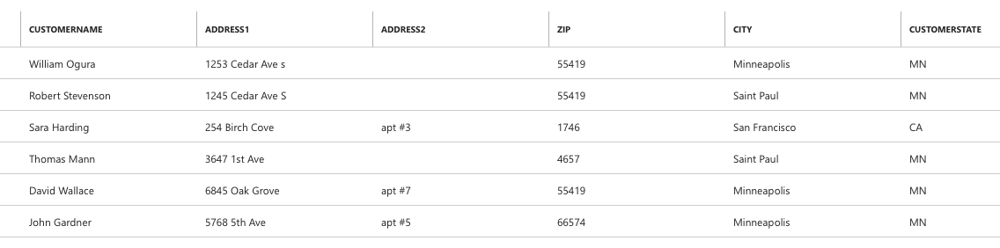 CUSTOMERNAME ADDRESS1 ADDRESS2 ZIP CITY CUSTOMERSTATE
William Ogura 1253 Cedar Ave s 55419 Minneapolis MN
Robert Stevenson 1245 Cedar Ave S 55419 Saint Paul MN
Sara Harding 254 Birch Cove apt #3 1746 San Francisco CA
Thomas Mann 3647 1st Ave 4657 Saint Paul MN
David Wallace 6845 Oak Grove apt #7 55419 Minneapolis MN
John Gardner 5768 5th Ave apt #5 66574 Minneapolis MN